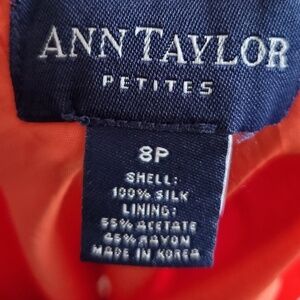 ANN TAYLOR
PETITES
8P
SHELL:
100% SILK
LINING:
55% ACETATE
45% RAYON
MADE IN KOREA